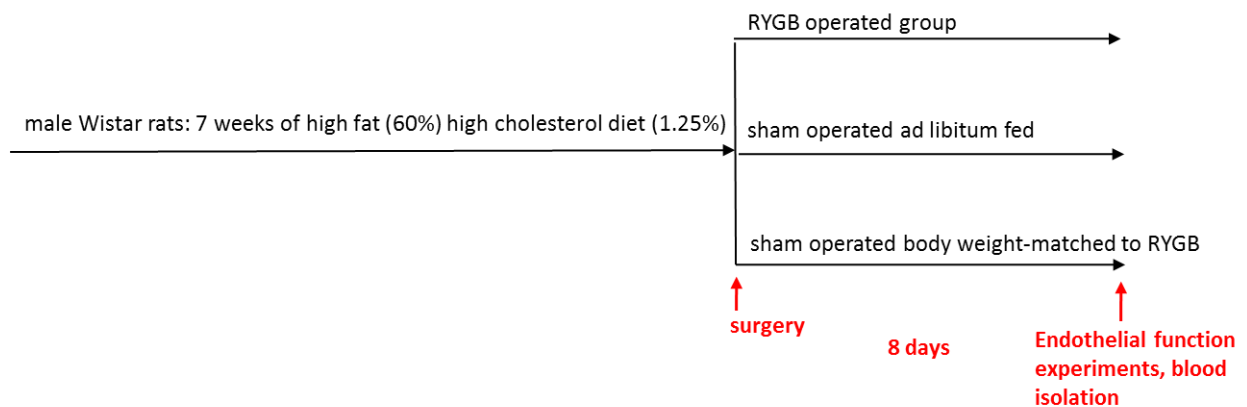 RYGB operated group
male Wistar rats: 7 weeks of high fat (60%) high cholesterol diet (1.25%)
sham operated ad libitum fed
sham operated body weight-matched to RYGB
surgery
8 days
Endothelial function
experiments, blood
isolation